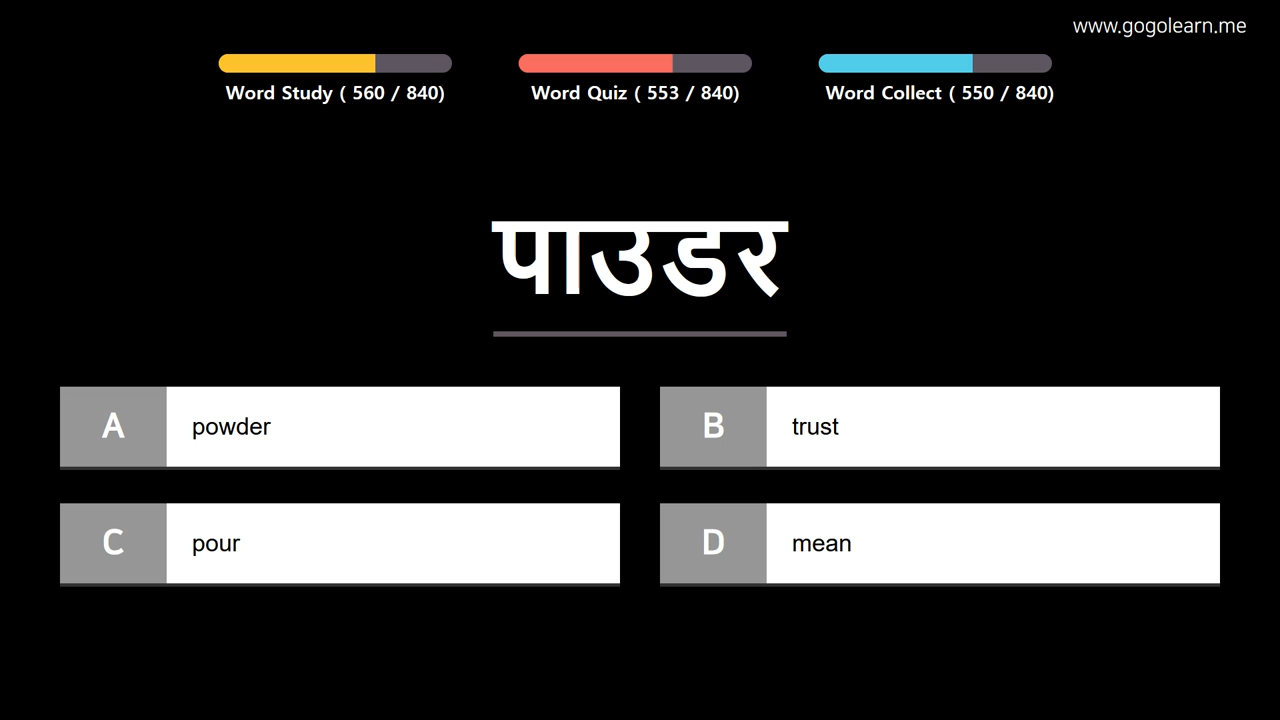 www.gogolearn.me
Word Study ( 560 / 840)
Word Quiz ( 553 / 840)
Word Collect ( 550 / 840)
पाउडर
A powder
B trust
C pour
D mean